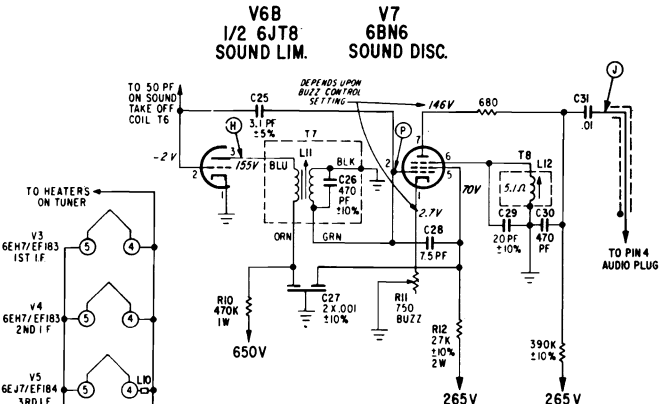 V6B
1/2 6JT8
SOUND LIM.
V7
6BN6
SOUND DISC.
TO 50 PF
ON SOUND
TAKE OFF
COIL T6
C25
3.1 PF
±5%
DEPENDS UPON
BUZZ CONTROL
SETTING
146V
680
C31
.01
J
H
P
-2V
2
3
1
155V
T7
L11
BLU
BLK
C26
470
PF
±10%
ORN
GRN
7
2
6
5
1
70V
2.7V
C28
7.5 PF
T8
L12
5.1Ω
C29
20 PF
±10%
C30
470
PF
TO PIN 4
AUDIO PLUG
TO HEATERS
ON TUNER
V3
6EH7/EF183
1ST I.F
5
4
V4
6EH7/EF183
2ND I F
5
4
V5
6EJ7/EF184
3RD I F
5
4
L10
R10
470K
1W
650V
C27
2 X.001
±10%
R11
750
BUZZ
R12
27K
±10%
2W
265V
390K
±10%
265V